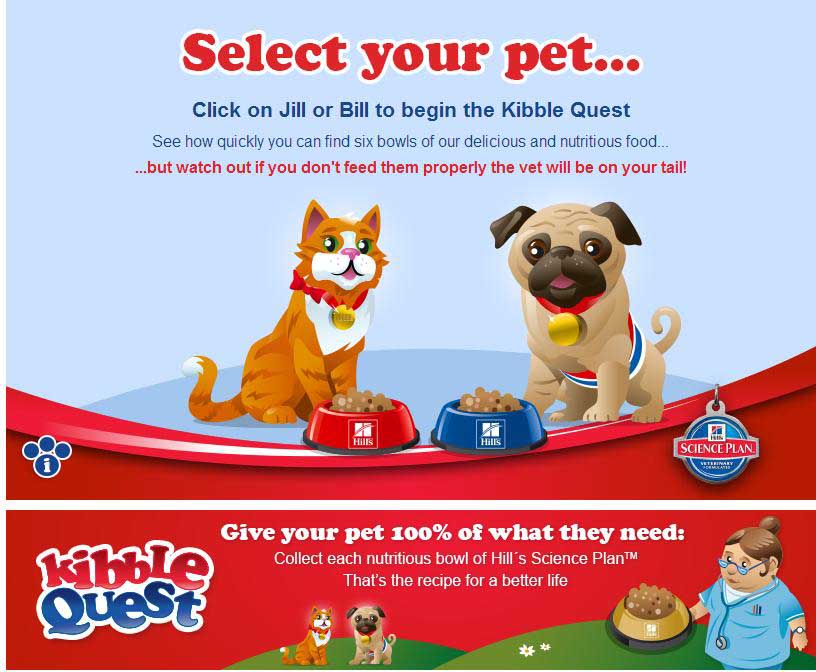 Select your pet...
Click on Jill or Bill to begin the Kibble Quest
See how quickly you can find six bowls of our delicious and nutritious food...
...but watch out if you don't feed them properly the vet will be on your tail!
Hill's
Hill's
i
Hill's
SCIENCE PLAN
VETERINARY
FORMULATED
kibble
Quest
Give your pet 100% of what they need:
Collect each nutritious bowl of Hill´s Science Plan™
That's the recipe for a better life
Hill's